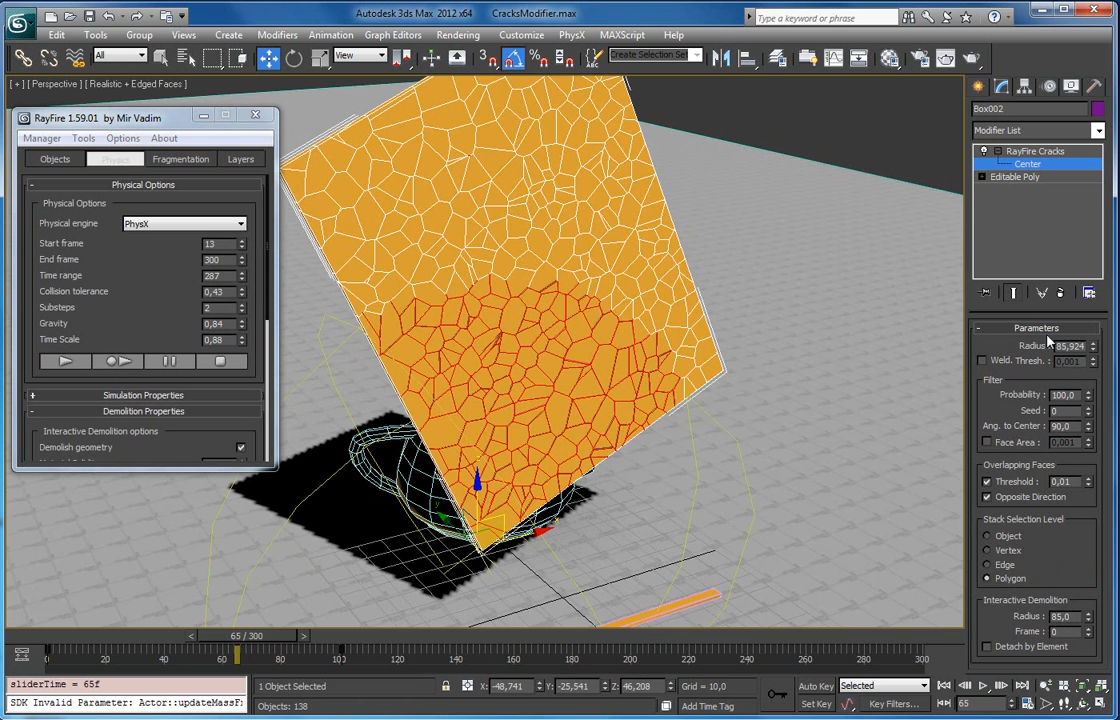 Autodesk 3ds Max 2012 x64 CracksModifier.max
Type a keyword or phrase
Edit Tools Group Views Create Modifiers Animation Graph Editors Rendering Customize PhysX MAXScript Help
All View Create Selection Se
[ + ] [ Perspective ] [ Realistic + Edged Faces ]
RayFire 1.59.01 by Mir Vadim
Manager Tools Options About
Objects Physics Fragmentation Layers
- Physical Options
Physical Options
Physical engine PhysX
Start frame 13
End frame 300
Time range 287
Collision tolerance 0,43
Substeps 2
Gravity 0,84
Time Scale 0,88
+ Simulation Properties
- Demolition Properties
Interactive Demolition options
Demolish geometry
Box002
Modifier List
RayFire Cracks
Center
Editable Poly
- Parameters
Radius 85,924
Weld. Thresh. : 0,001
Filter
Probability : 100,0
Seed : 0
Ang. to Center : 90,0
Face Area : 0,001
Overlapping Faces
Threshold : 0,01
Opposite Direction
Stack Selection Level
Object
Vertex
Edge
Polygon
Interactive Demolition
Radius : 85,0
Frame : 0
Detach by Element
< 65 / 300 >
0 20 40 60 80 100 120 140 160 180 200 220 240 260 280 300
sliderTime = 65f
SDK Invalid Parameter: Actor::updateMassF
1 Object Selected X: -48,741 Y: -25,541 Z: 46,208 Grid = 10,0 Auto Key Selected
Objects: 138 Add Time Tag Set Key Key Filters... 65